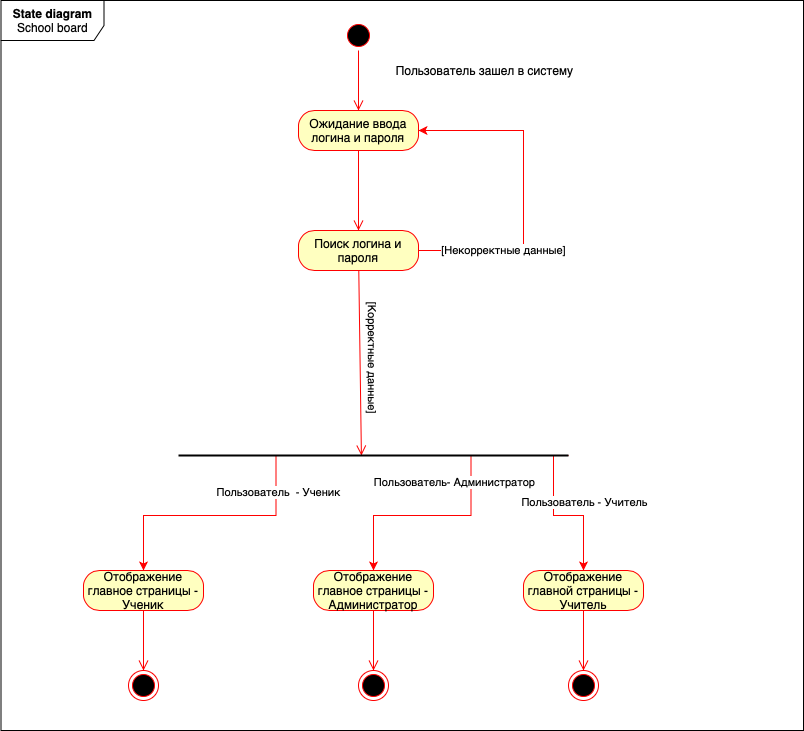 State diagram
School board
Пользователь зашел в систему
Ожидание ввода
логина и пароля
Поиск логина и
пароля
[Некорректные данные]
[Корректные данные]
Пользователь - Ученик
Пользователь- Администратор
Пользователь - Учитель
Отображение
главное страницы -
Ученик
Отображение
главное страницы -
Администратор
Отображение
главной страницы -
Учитель